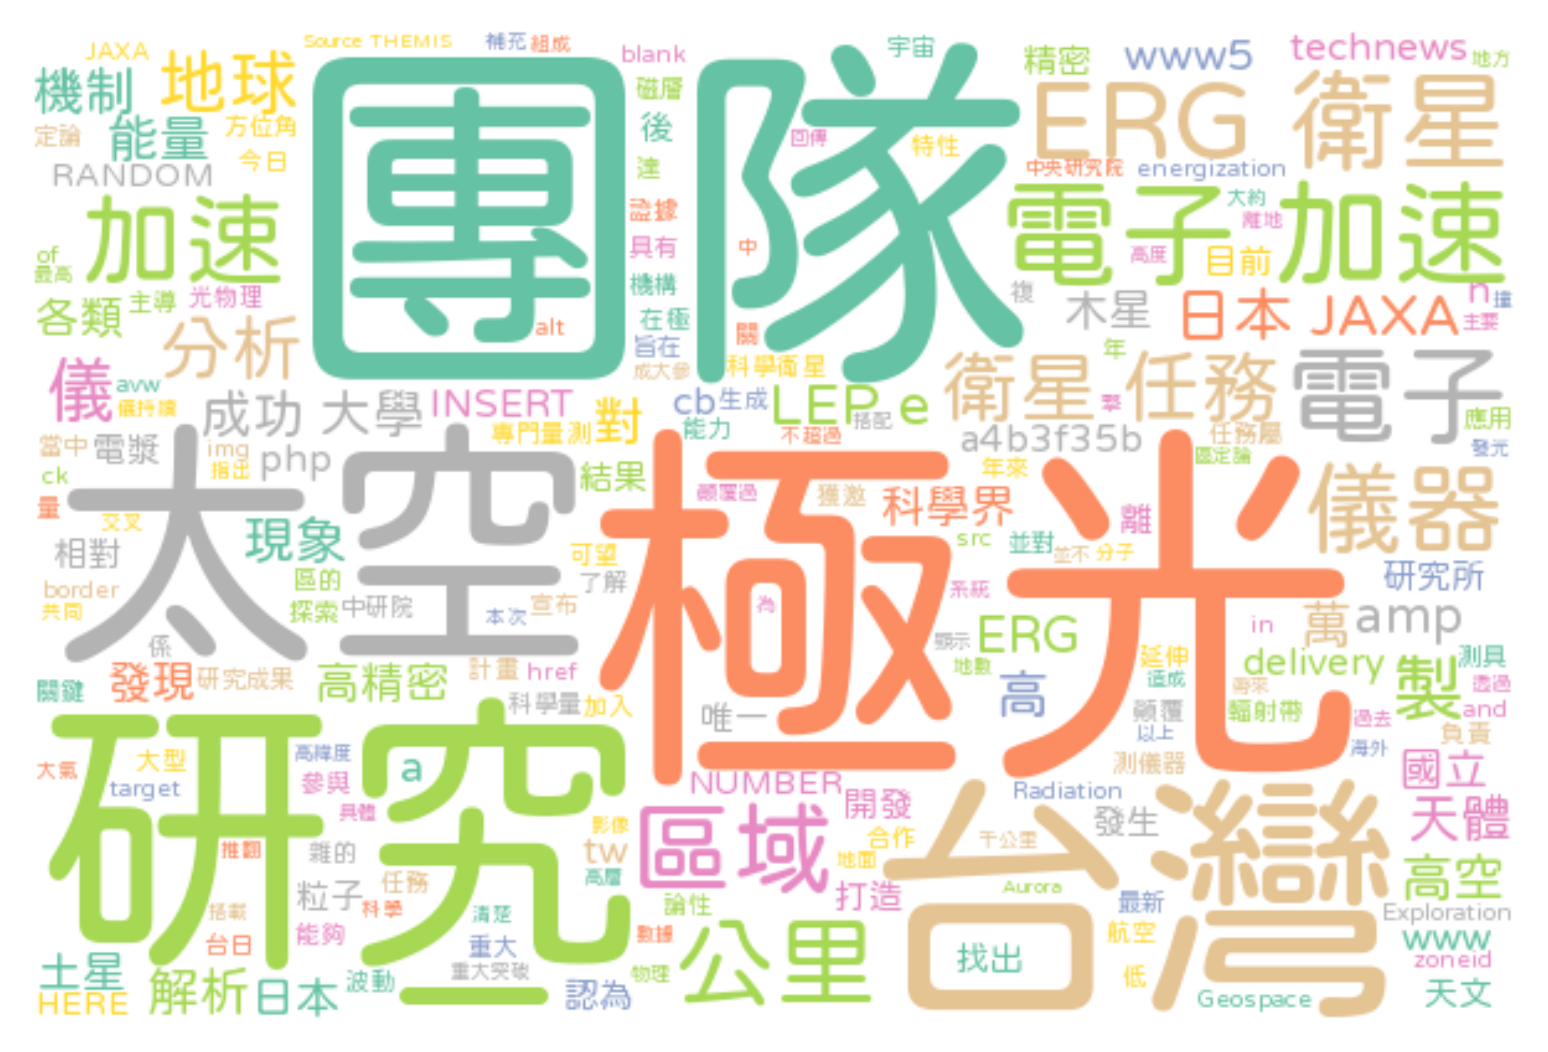 JAXA
地球
Source THEMIS
補充
組成
blank
宇宙
精密
www5
technews
地方
機制
團隊
磁層
ERG
衛星
定論
能量
方位角
後
回傳
特性
今日
達
中央研究院
energization
RANDOM
加速
證據
電子
大約
加速
離地
of
最高
具有
中
高度
目前
各類
主導
光物理
機構
複
木星
日本
JAXA
n
撞
主要
分析
alt
在極
關
旨在
年
儀
avw
儀持續
成大參
科學衛星
衛星
任務
電子
成功
大學
INSERT
對
cb
生成
LEP
e
擊
應用
當中
電漿
img
指出
php
專門量測
能力
不超過
搭配
a4b3f35b
任務屬
區定論
發光
ck
太空
結果
極光
顛覆過
獲邀
年來
科學界
離
儀器
量
交叉
現象
相對
可望
src
並對
並不
分子
研究所
border
區的
了解
系統
共同
探索
中研院
本次
宣布
為
顯示
ERG
in
萬
amp
係
地數
延伸
delivery
製
測具
關鍵
發現
研究成果
高精密
計畫
href
造成
帶來
透過
科學量
加入
唯一
高
顛覆
輻射帶
過去
and
以上
負責
研究
大氣
大型
高緯度
a
測儀器
海外
國立
target
參與
NUMBER
台灣
Radiation
具體
區域
開發
發生
天體
推翻
雜的
影像
tw
合作
千公里
地面
粒子
任務
高層
打造
Aurora
高空
搭載
科學
清楚
論性
最新
Exploration
台日
能夠
重大
數據
公里
航空
www
土星
重大突破
物理
找出
低
zoneid
HERE
解析
日本
波動
認為
Geospace
天文